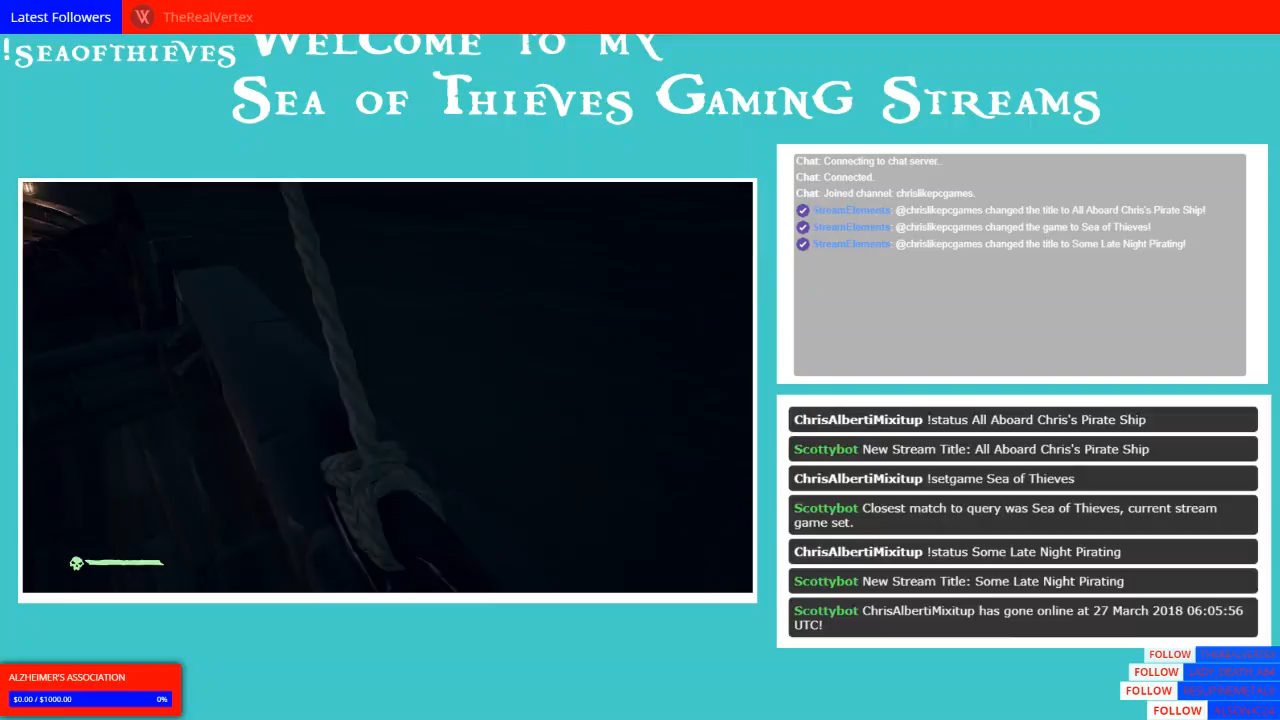 Latest Followers
TheRealVertex
!SEAOFTHIEVES
WELCOME TO MY
SEA OF THIEVES GAMING STREAMS
Chat: Connecting to chat server..
Chat: Connected.
Chat: Joined channel: chrislikepcgames.
StreamElements: @chrislikepcgames changed the title to All Aboard Chris's Pirate Ship!
StreamElements: @chrislikepcgames changed the game to Sea of Thieves!
StreamElements: @chrislikepcgames changed the title to Some Late Night Pirating!
ChrisAlbertiMixitup !status All Aboard Chris's Pirate Ship
Scottybot New Stream Title: All Aboard Chris's Pirate Ship
ChrisAlbertiMixitup !setgame Sea of Thieves
Scottybot Closest match to query was Sea of Thieves, current stream
game set.
ChrisAlbertiMixitup !status Some Late Night Pirating
Scottybot New Stream Title: Some Late Night Pirating
Scottybot ChrisAlbertiMixitup has gone online at 27 March 2018 06:05:56
UTC!
FOLLOW THEREALVERTEX
FOLLOW
FOLLOW
FOLLOW
ALZHEIMER'S ASSOCIATION
$0.00 / $1000.00 0%